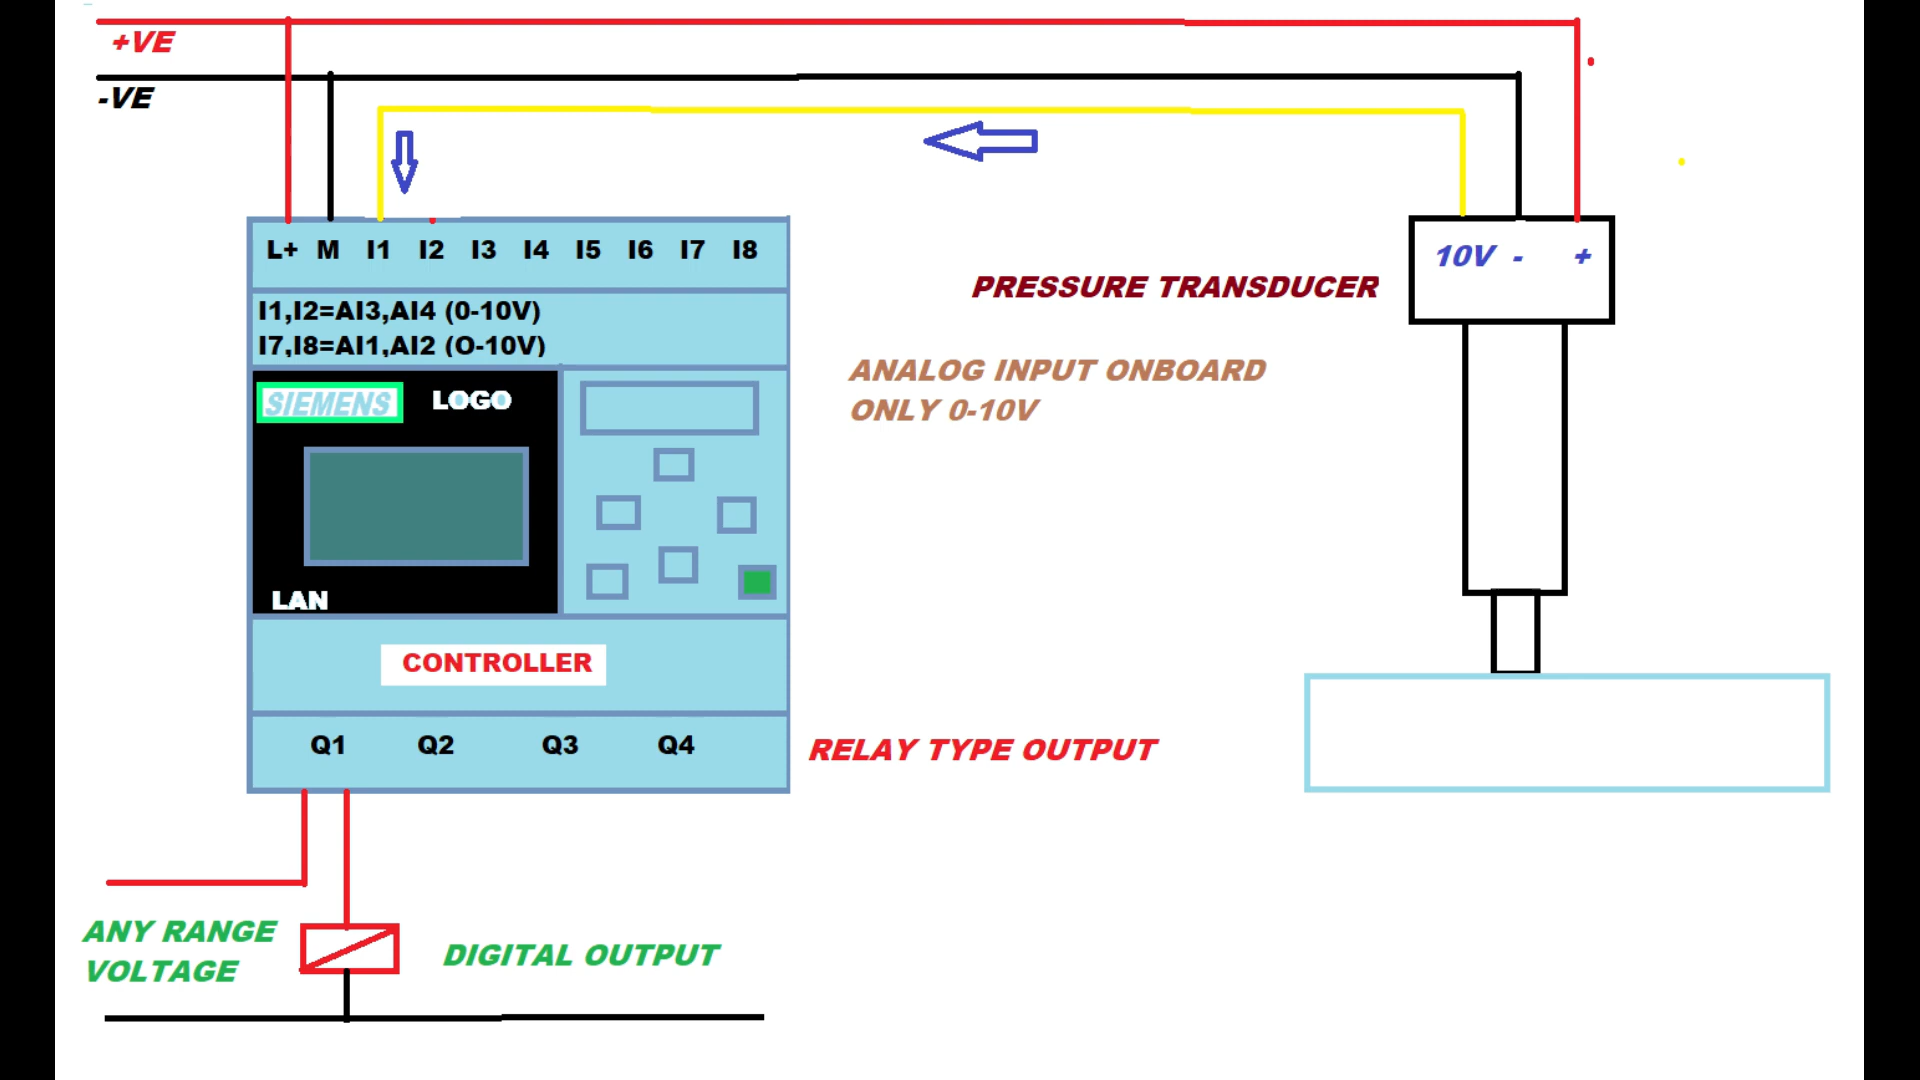 +VE
-VE
L+ M I1 I2 I3 I4 I5 I6 I7 I8
I1,I2=AI3,AI4 (0-10V)
I7,I8=AI1,AI2 (O-10V)
SIEMENS LOGO
LAN
CONTROLLER
Q1 Q2 Q3 Q4
10V - +
PRESSURE TRANSDUCER
ANALOG INPUT ONBOARD
ONLY 0-10V
RELAY TYPE OUTPUT
ANY RANGE
VOLTAGE
DIGITAL OUTPUT